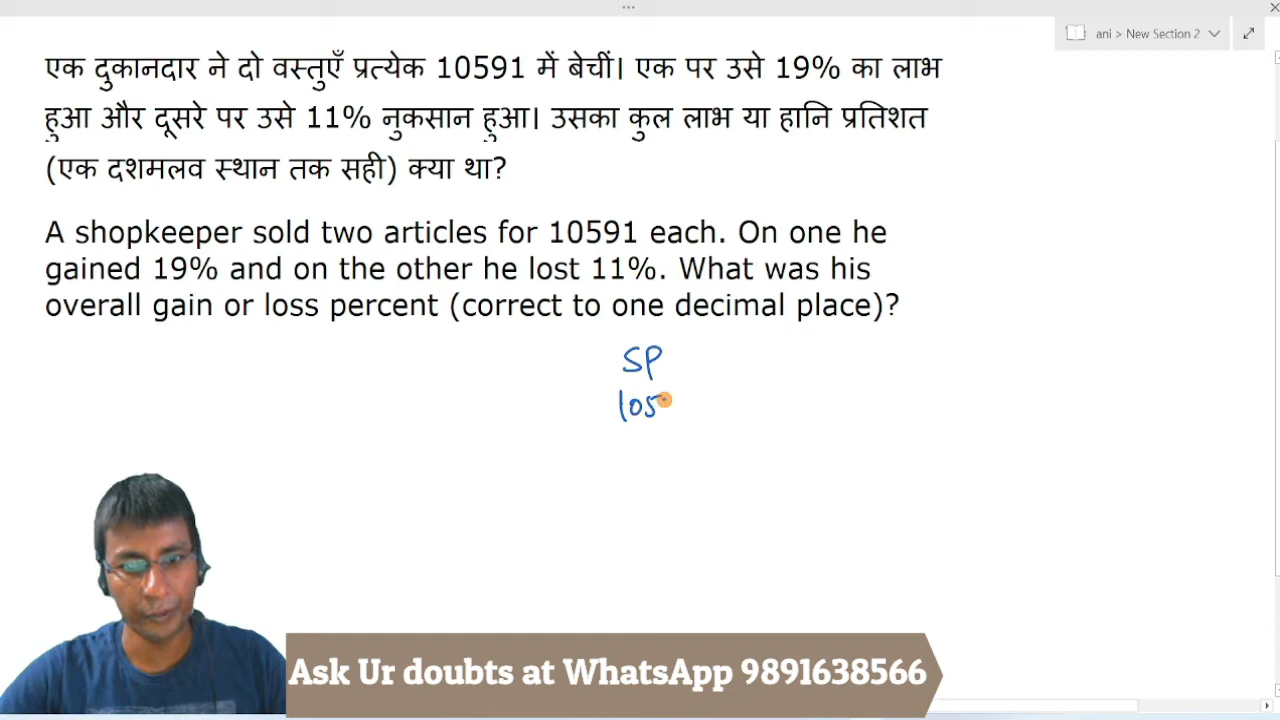 ...
ani > New Section 2
एक दुकानदार ने दो वस्तुएँ प्रत्येक 10591 में बेचीं। एक पर उसे 19% का लाभ
हुआ और दूसरे पर उसे 11% नुकसान हुआ। उसका कुल लाभ या हानि प्रतिशत
(एक दशमलव स्थान तक सही) क्या था?
A shopkeeper sold two articles for 10591 each. On one he
gained 19% and on the other he lost 11%. What was his
overall gain or loss percent (correct to one decimal place)?
SP
105
Ask Ur doubts at WhatsApp 9891638566